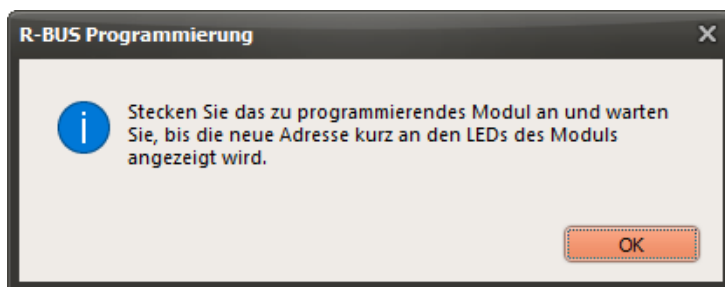 R-BUS Programmierung
Stecken Sie das zu programmierendes Modul an und warten
Sie, bis die neue Adresse kurz an den LEDs des Moduls
angezeigt wird.
OK